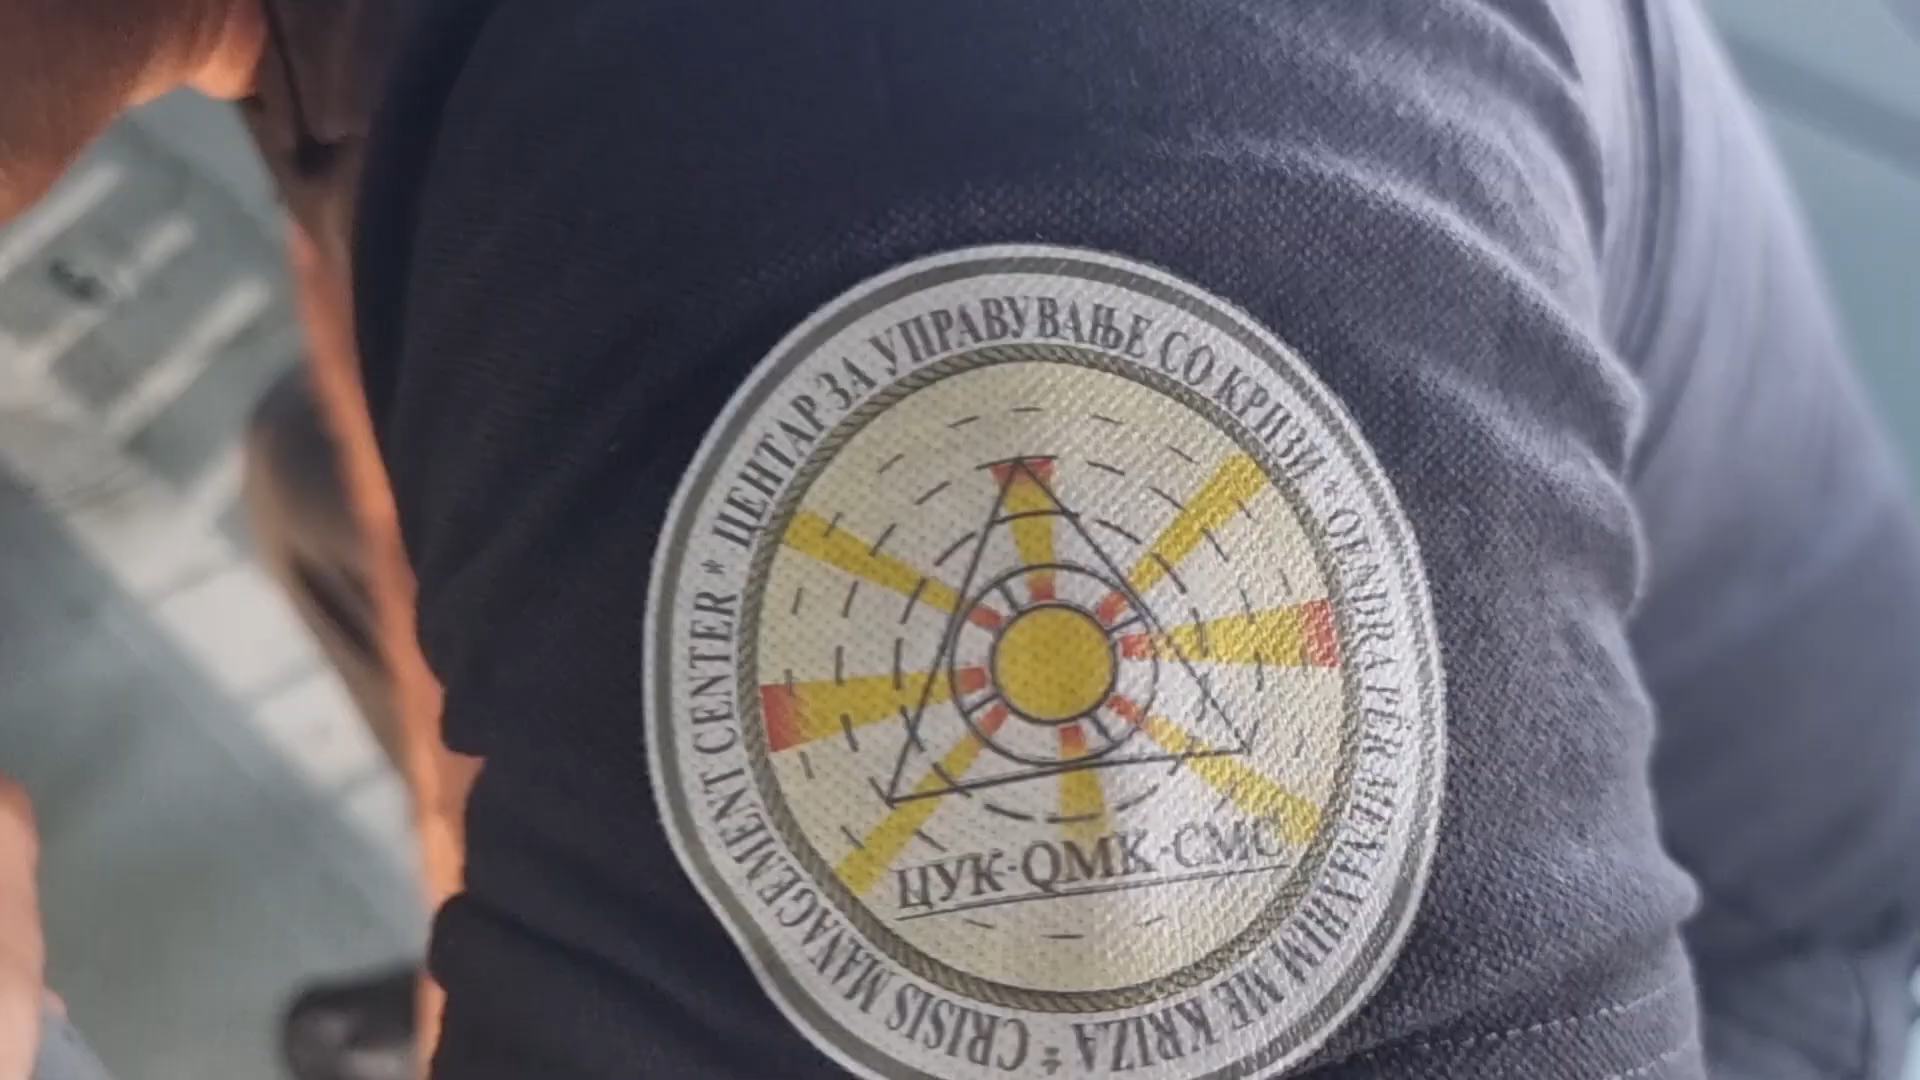 ЦЕНТАР ЗА УПРАВУВАЊЕ СО КРИЗИ * QENDRA PËR MENAXHIM ME KRIZA * CRISIS MANAGEMENT CENTER *
ЦУК-QMK-CMC